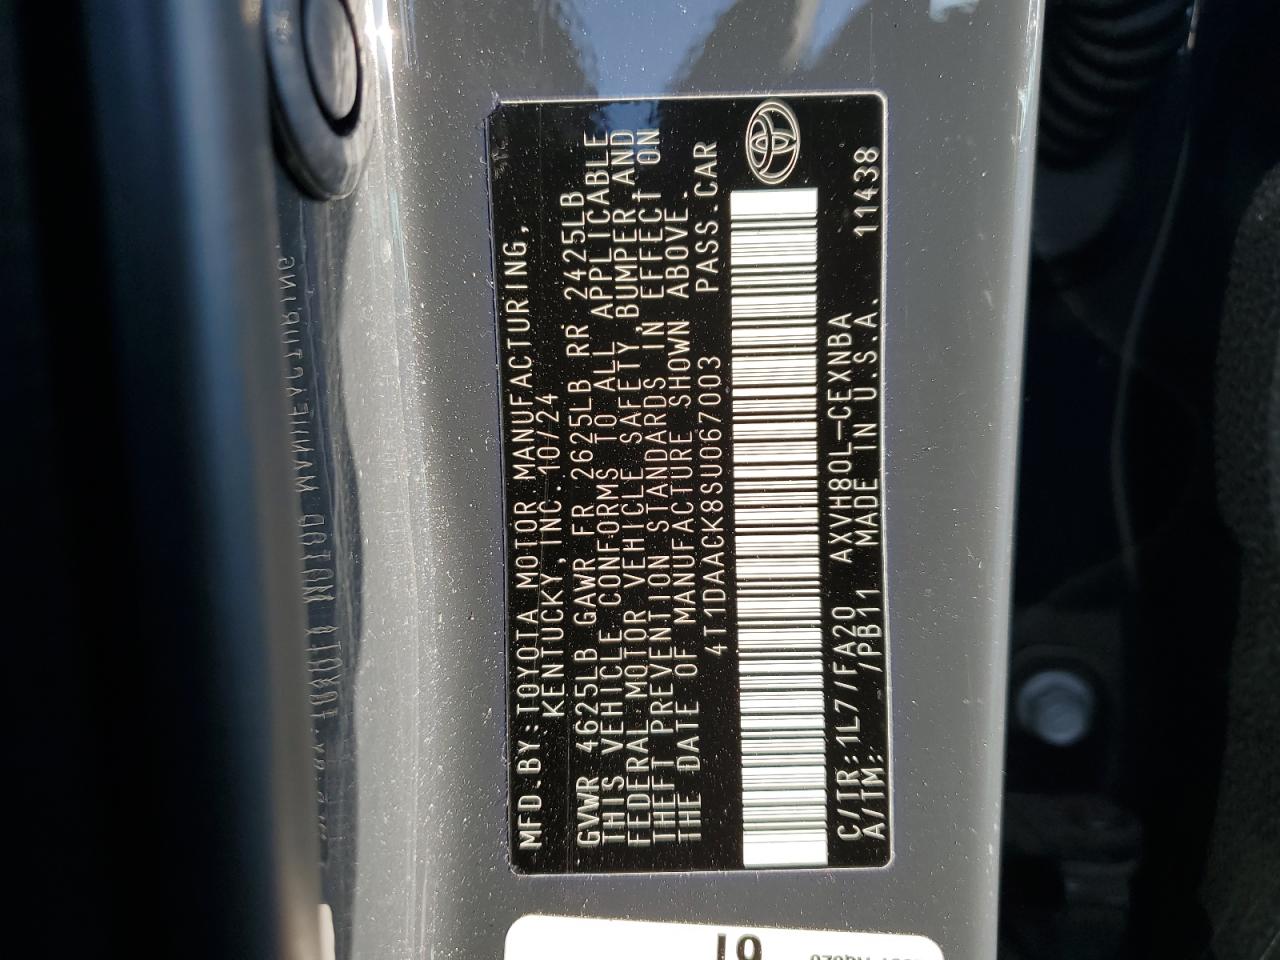 MFD.BY:TOYOTA MOTOR MANUFACTURING,
KENTUCKY, INC 10/24
GVWR 4625LB GAWR FR 2625LB RR 2425LB
THIS VEHICLE CONFORMS TO ALL APPLICABLE
FEDERAL MOTOR VEHICLE SAFETY, BUMPER AND
THEFT PREVENTION STANDARDS IN EFFECT ON
THE DATE OF MANUFACTURE SHOWN ABOVE.
4T1DAACK8SU067003 PASS.CAR
C/TR:1L7/FA20 AXVH80L-CEXNBA
A/TM: /PB11 MADE IN U.S.A. 11438